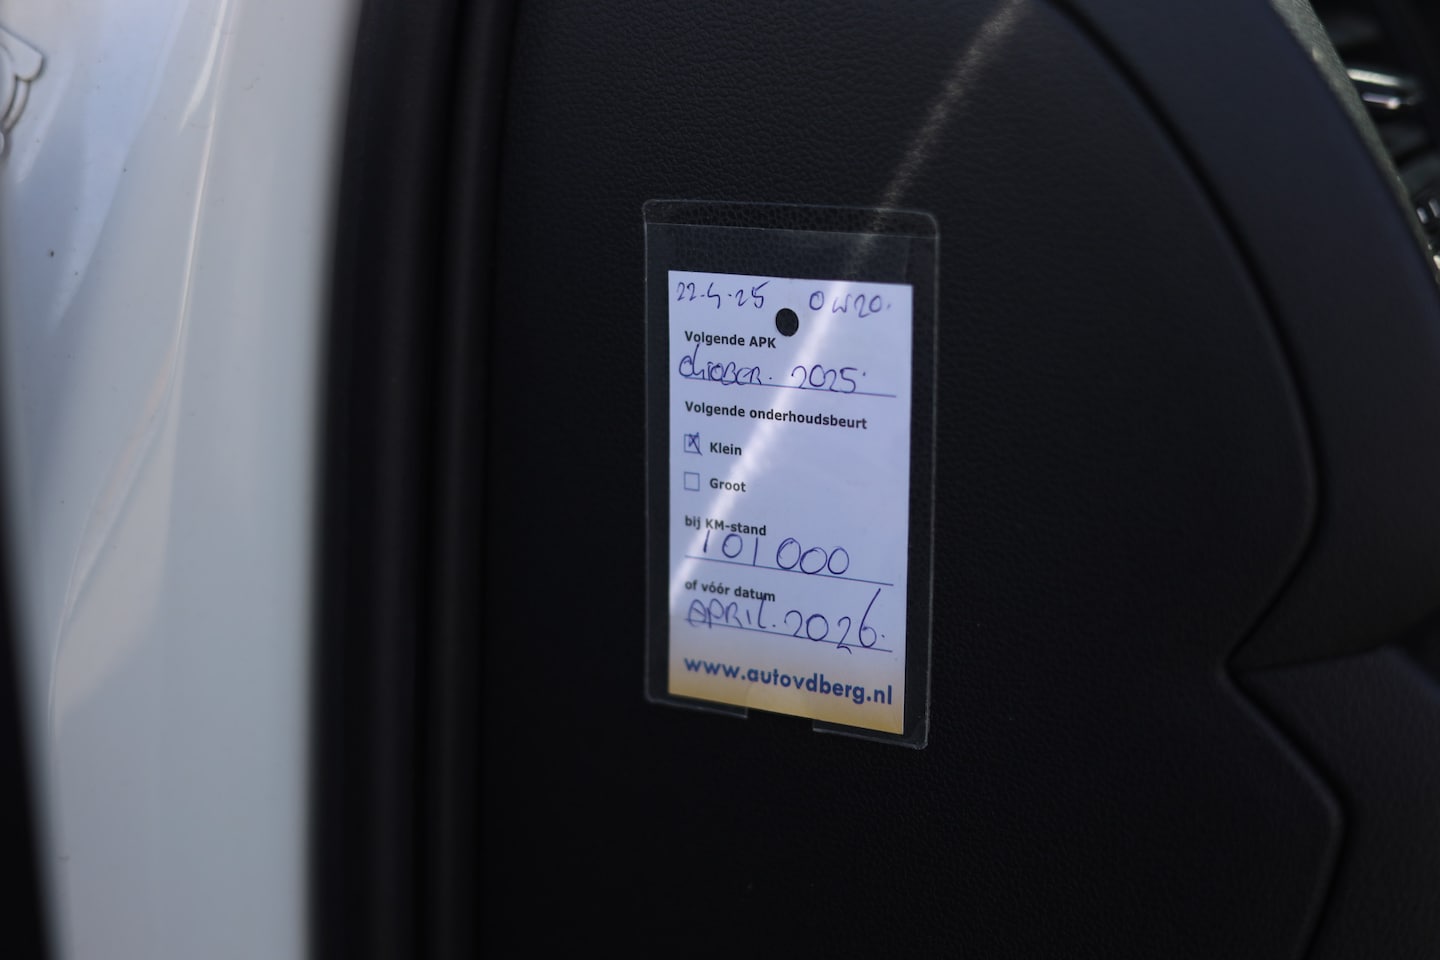 22-4-25 0W20.
Volgende APK
OktOBER. 2025
Volgende onderhoudsbeurt
Klein
Groot
bij KM-stand
101000
of vóór datum
APRIL. 2026.
www.autovdberg.nl